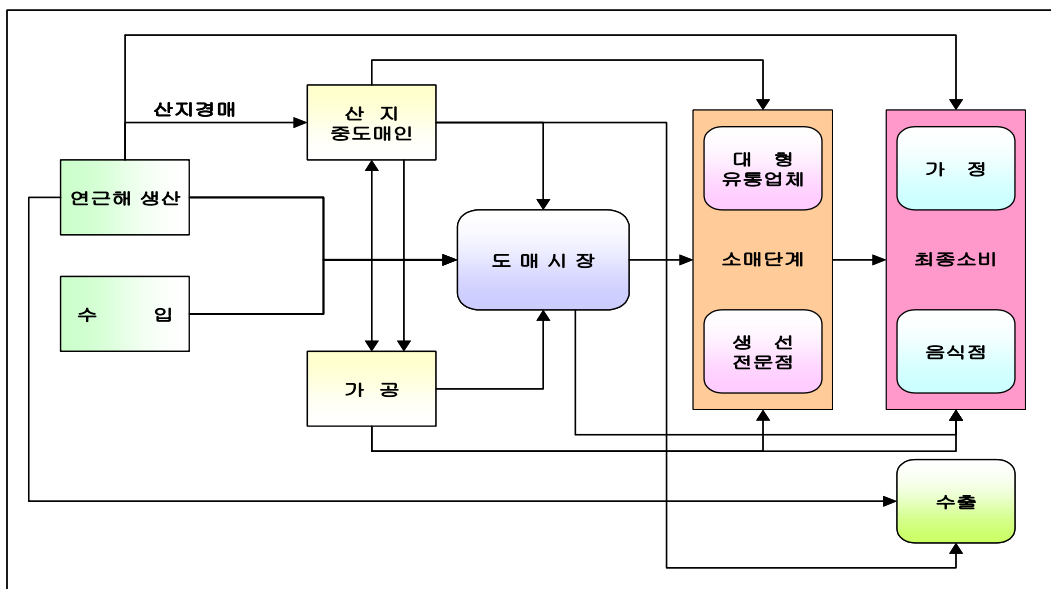 산지경매
산 지
중도매인
연근해 생산
수 입
가 공
도 매 시 장
대 형
유통업체
소매단계
생 선
전문점
가 정
최종소비
음식점
수출